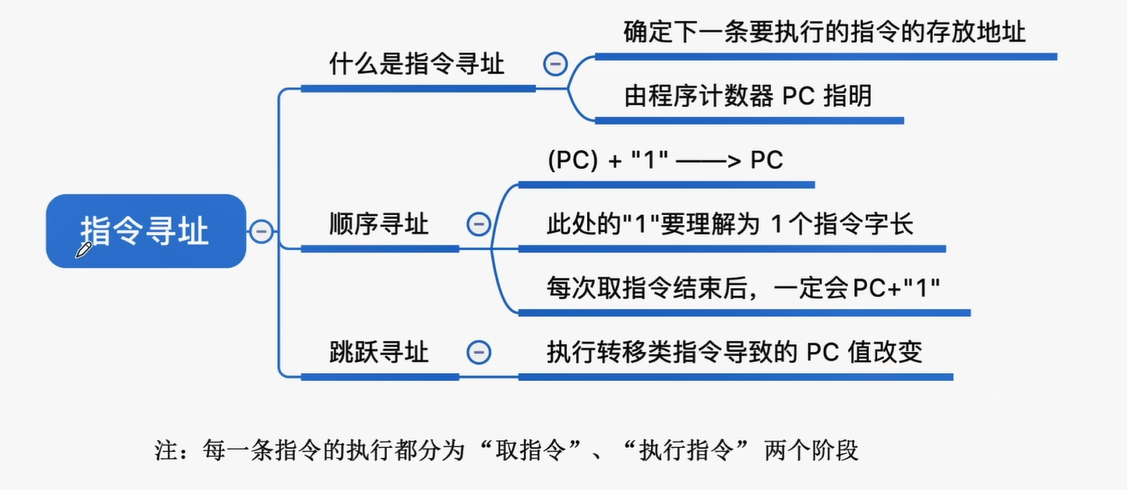 什么是指令寻址
确定下一条要执行的指令的存放地址
由程序计数器 PC 指明
指令寻址
顺序寻址
(PC) + "1" ——> PC
此处的"1"要理解为 1个指令字长
每次取指令结束后，一定会PC+"1"
跳跃寻址
执行转移类指令导致的 PC 值改变
注：每一条指令的执行都分为 “取指令”、“执行指令” 两个阶段